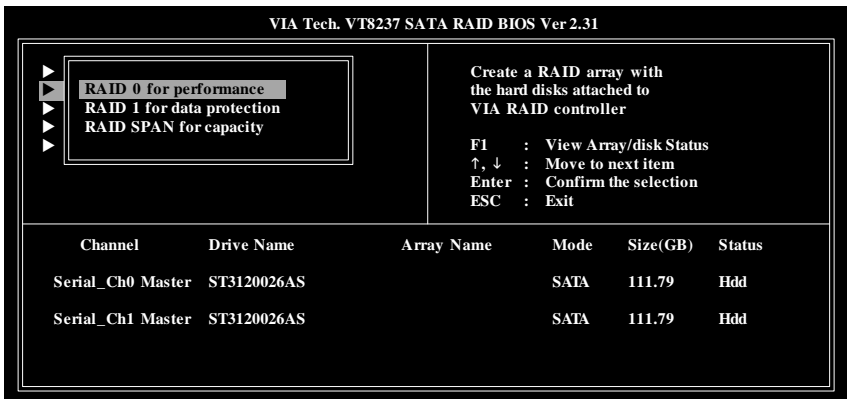 VIA Tech. VT8237 SATA RAID BIOS Ver 2.31
RAID 0 for performance
RAID 1 for data protection
RAID SPAN for capacity
Create a RAID array with
the hard disks attached to
VIA RAID controller
F1 : View Array/disk Status
↑, ↓ : Move to next item
Enter : Confirm the selection
ESC : Exit
Channel Drive Name Array Name Mode Size(GB) Status
Serial_Ch0 Master ST3120026AS SATA 111.79 Hdd
Serial_Ch1 Master ST3120026AS SATA 111.79 Hdd